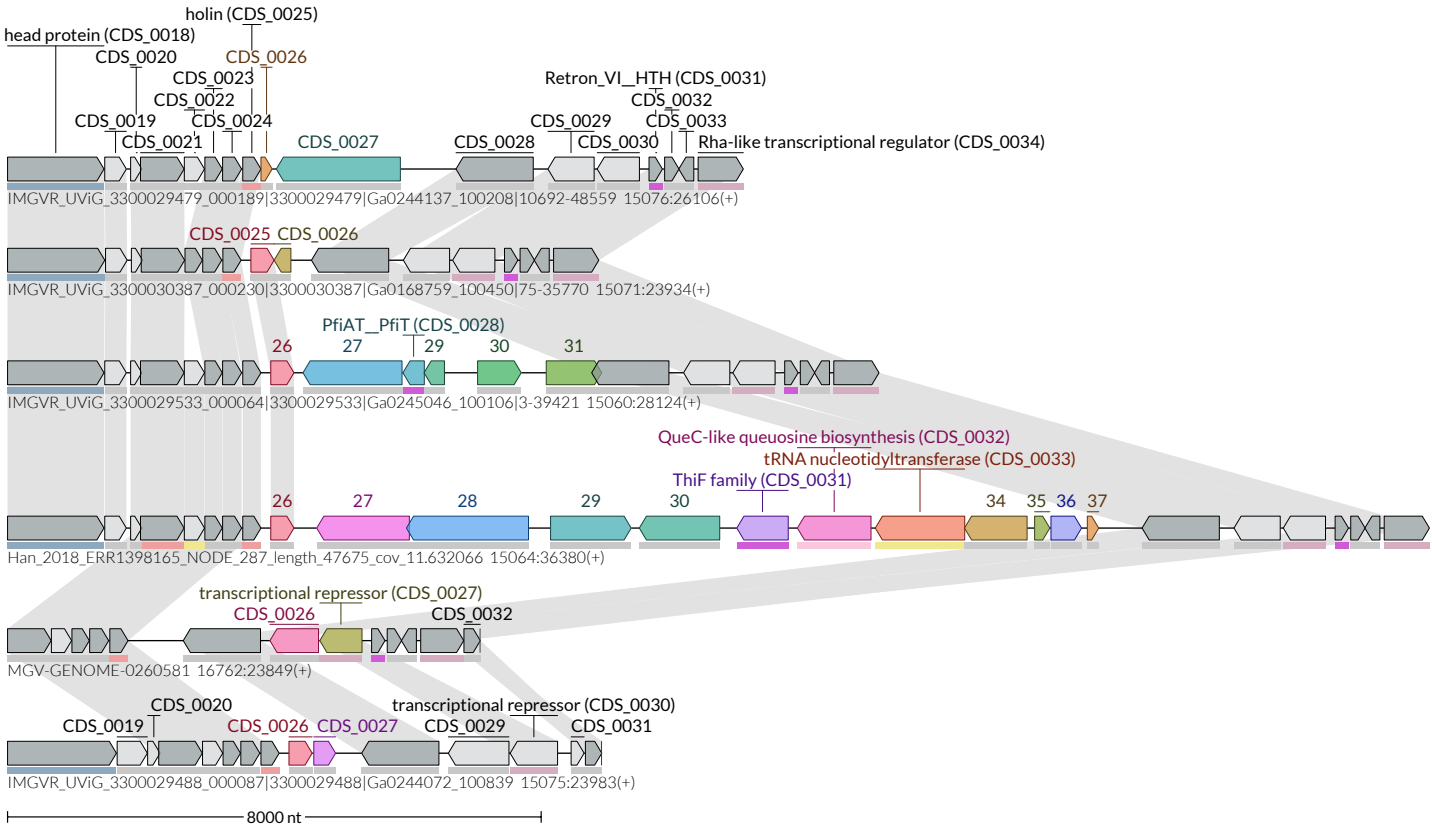 holin (CDS_0025)
head protein (CDS_0018)
CDS_0020 CDS_0026
CDS_0023 Retron_VI__HTH (CDS_0031)
CDS_0022 CDS_0032
CDS_0019 CDS_0024 CDS_0029 CDS_0033
CDS_0021 CDS_0027 CDS_0028 CDS_0030 Rha-like transcriptional regulator (CDS_0034)
IMGVR_UViG_3300029479_000189|3300029479|Ga0244137_100208|10692-48559 15076:26106(+)
CDS_0025 CDS_0026
IMGVR_UViG_3300030387_000230|3300030387|Ga0168759_100450|75-35770 15071:23934(+)
PfiAT__PfiT (CDS_0028)
26 27 29 30 31
IMGVR_UViG_3300029533_000064|3300029533|Ga0245046_100106|3-39421 15060:28124(+)
QueC-like queuosine biosynthesis (CDS_0032)
tRNA nucleotidyltransferase (CDS_0033)
ThiF family (CDS_0031)
26 27 28 29 30 34 35 36 37
Han_2018_ERR1398165_NODE_287_length_47675_cov_11.632066 15064:36380(+)
transcriptional repressor (CDS_0027)
CDS_0026 CDS_0032
MGV-GENOME-0260581 16762:23849(+)
CDS_0020 transcriptional repressor (CDS_0030)
CDS_0019 CDS_0026 CDS_0027 CDS_0029 CDS_0031
IMGVR_UViG_3300029488_000087|3300029488|Ga0244072_100839 15075:23983(+)
8000 nt